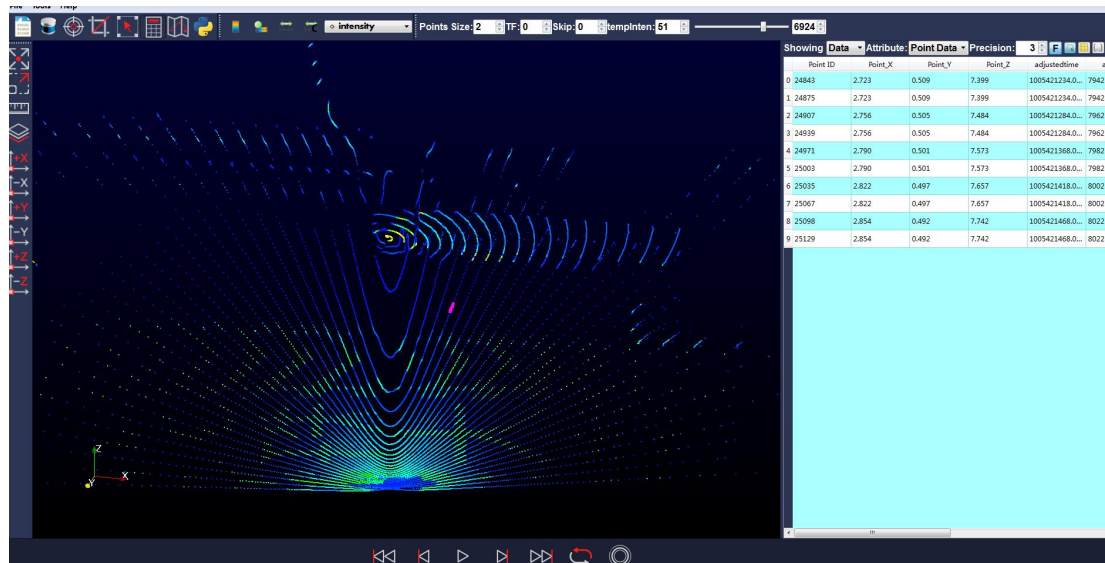 File Tools Help
intensity Points Size: 2 TF: 0 Skip: 0 tempInten: 51 6924
Showing Data Attribute: Point Data Precision: 3 F
Point ID Point_X Point_Y Point_Z adjustedtime a
0 24843 2.723 0.509 7.399 1005421234.0... 7942
1 24875 2.723 0.509 7.399 1005421234.0... 7942
2 24907 2.756 0.505 7.484 1005421284.0... 7962
3 24939 2.756 0.505 7.484 1005421284.0... 7962
4 24971 2.790 0.501 7.573 1005421368.0... 7982
5 25003 2.790 0.501 7.573 1005421368.0... 7982
6 25035 2.822 0.497 7.657 1005421418.0... 8002
7 25067 2.822 0.497 7.657 1005421418.0... 8002
8 25098 2.854 0.492 7.742 1005421468.0... 8022
9 25129 2.854 0.492 7.742 1005421468.0... 8022
+X
-X
+Y
-Y
+Z
-Z
Z
X
Y